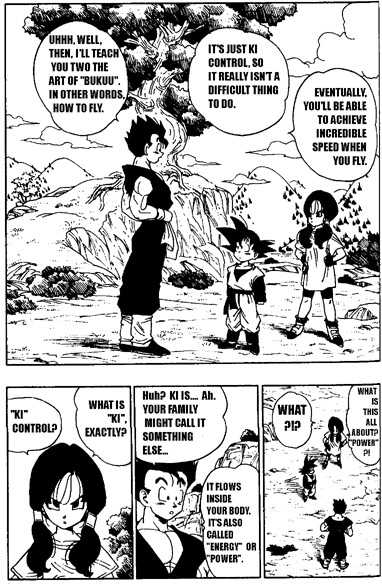 UHHH, WELL,
THEN, I'LL TEACH
YOU TWO THE
ART OF "BUKUU".
IN OTHER WORDS,
HOW TO FLY.
IT'S JUST KI
CONTROL, SO
IT REALLY ISN'T A
DIFFICULT THING
TO DO.
EVENTUALLY,
YOU'LL BE ABLE
TO ACHIEVE
INCREDIBLE
SPEED WHEN
YOU FLY.
"KI"
CONTROL?
WHAT IS
"KI",
EXACTLY?
Huh? KI IS.... Ah.
YOUR FAMILY
MIGHT CALL IT
SOMETHING
ELSE...
IT FLOWS
INSIDE
YOUR BODY.
IT'S ALSO
CALLED
"ENERGY" OR
"POWER".
WHAT
?!?
WHAT
IS
THIS
ALL
ABOUT?
"POWER"
?!